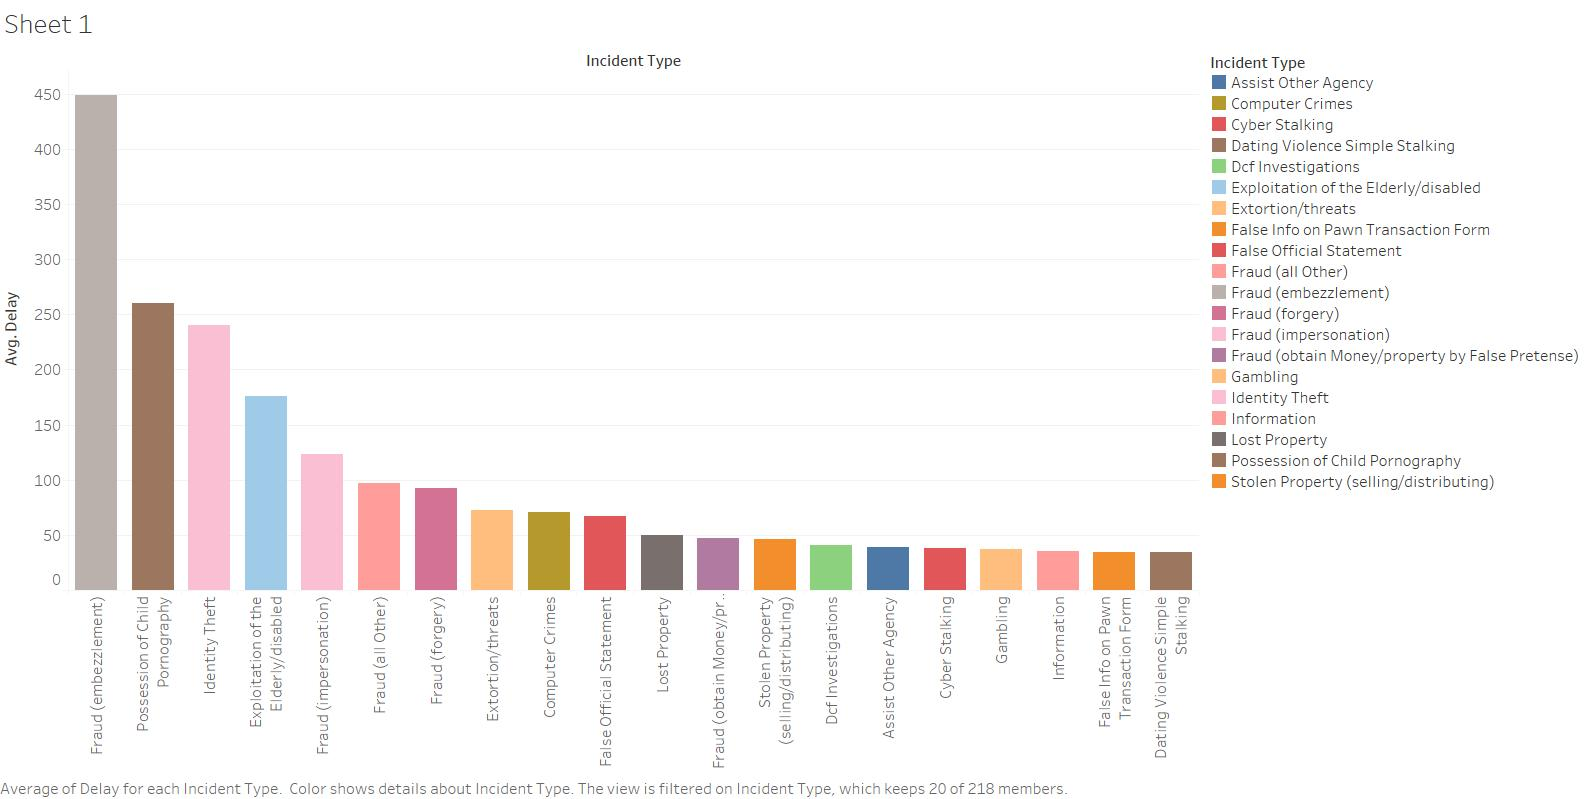 Sheet 1
Incident Type
Avg. Delay
450
400
350
300
250
200
150
100
50
0
Fraud (embezzlement)
Possession of Child
Pornography
Identity Theft
Exploitation of the
Elderly/disabled
Fraud (impersonation)
Fraud (all Other)
Fraud (forgery)
Extortion/threats
Computer Crimes
False Official Statement
Lost Property
Fraud (obtain Money/pr..
Stolen Property
(selling/distributing)
Dcf Investigations
Assist Other Agency
Cyber Stalking
Gambling
Information
False Info on Pawn
Transaction Form
Dating Violence Simple
Stalking
Incident Type
Assist Other Agency
Computer Crimes
Cyber Stalking
Dating Violence Simple Stalking
Dcf Investigations
Exploitation of the Elderly/disabled
Extortion/threats
False Info on Pawn Transaction Form
False Official Statement
Fraud (all Other)
Fraud (embezzlement)
Fraud (forgery)
Fraud (impersonation)
Fraud (obtain Money/property by False Pretense)
Gambling
Identity Theft
Information
Lost Property
Possession of Child Pornography
Stolen Property (selling/distributing)
Average of Delay for each Incident Type.  Color shows details about Incident Type. The view is filtered on Incident Type, which keeps 20 of 218 members.